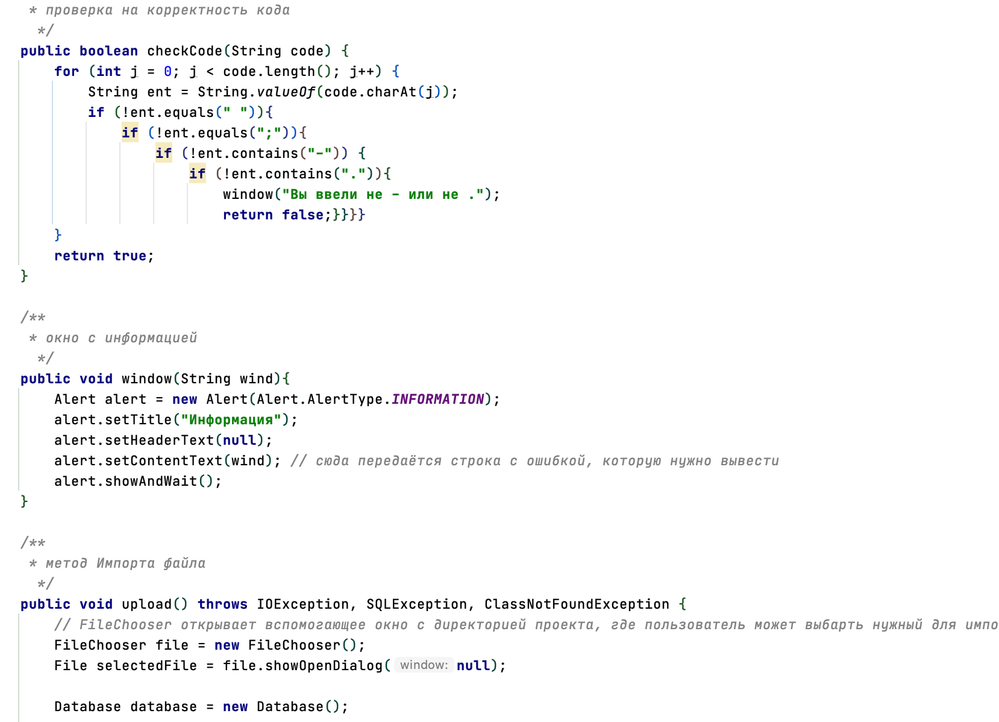 * проверка на корректность кода
*/
public boolean checkCode(String code) {
for (int j = 0; j < code.length(); j++) {
String ent = String.valueOf(code.charAt(j));
if (!ent.equals(" ")){
if (!ent.equals(";")){
if (!ent.contains("-")) {
if (!ent.contains(".")){
window("Вы ввели не - или не .");
return false;}}}}
}
return true;
}
/**
* окно с информацией
*/
public void window(String wind){
Alert alert = new Alert(Alert.AlertType.INFORMATION);
alert.setTitle("Информация");
alert.setHeaderText(null);
alert.setContentText(wind); // сюда передаётся строка с ошибкой, которую нужно вывести
alert.showAndWait();
}
/**
* метод Импорта файла
*/
public void upload() throws IOException, SQLException, ClassNotFoundException {
// FileChooser открывает вспомогающее окно с директорией проекта, где пользователь может выбарть нужный для импо
FileChooser file = new FileChooser();
File selectedFile = file.showOpenDialog( window: null);
Database database = new Database();